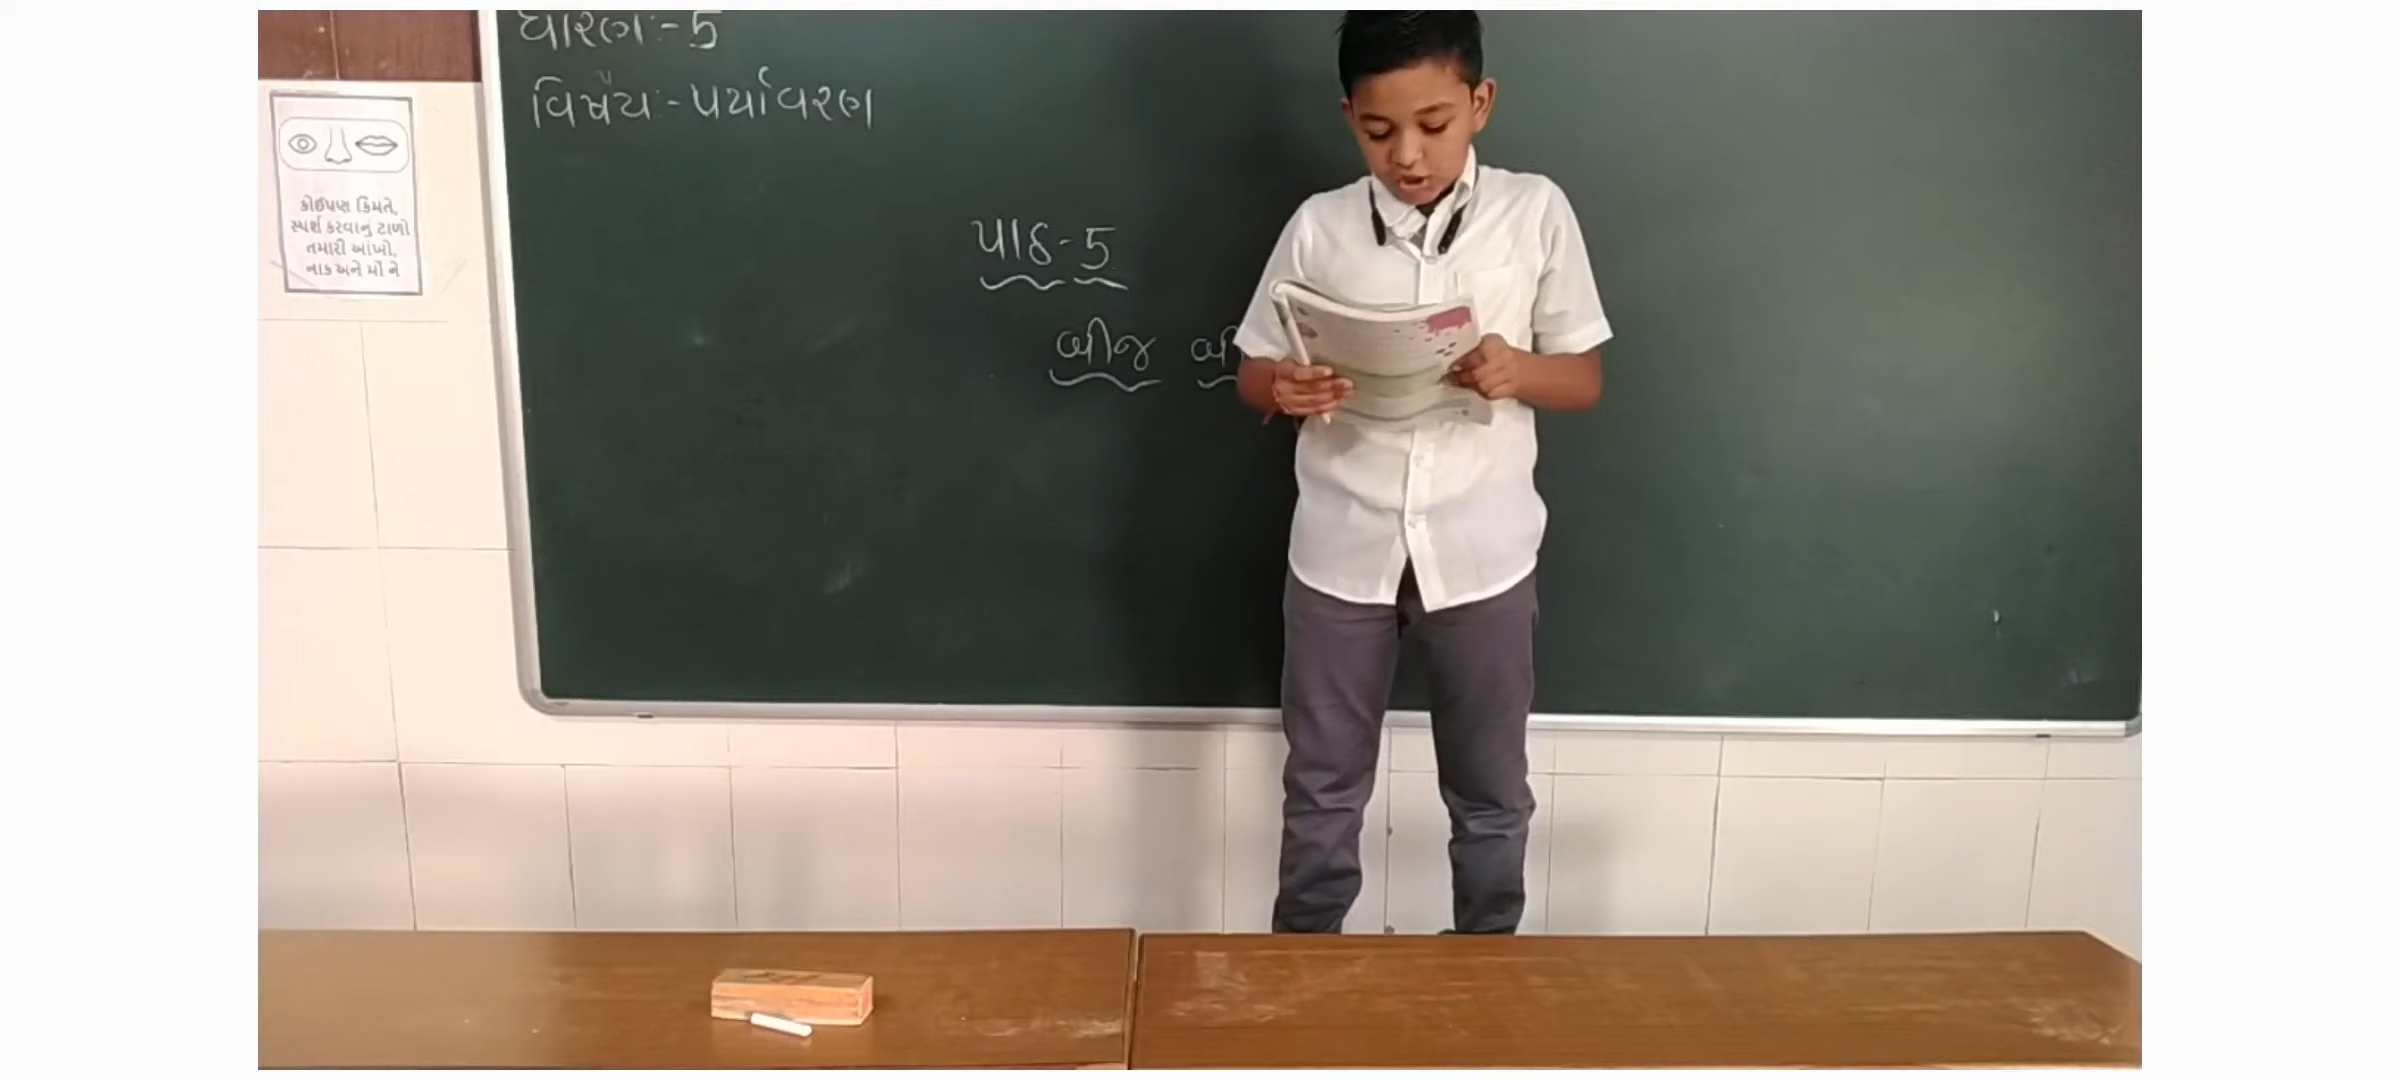 ધોરણ:- 5
વિષય:- પર્યાવરણ
કોઈપણ કિંમતે,
સ્પર્શ કરવાનું ટાળો
તમારી આંખો,
નાક અને મોં ને
પાઠ- 5
બીજ